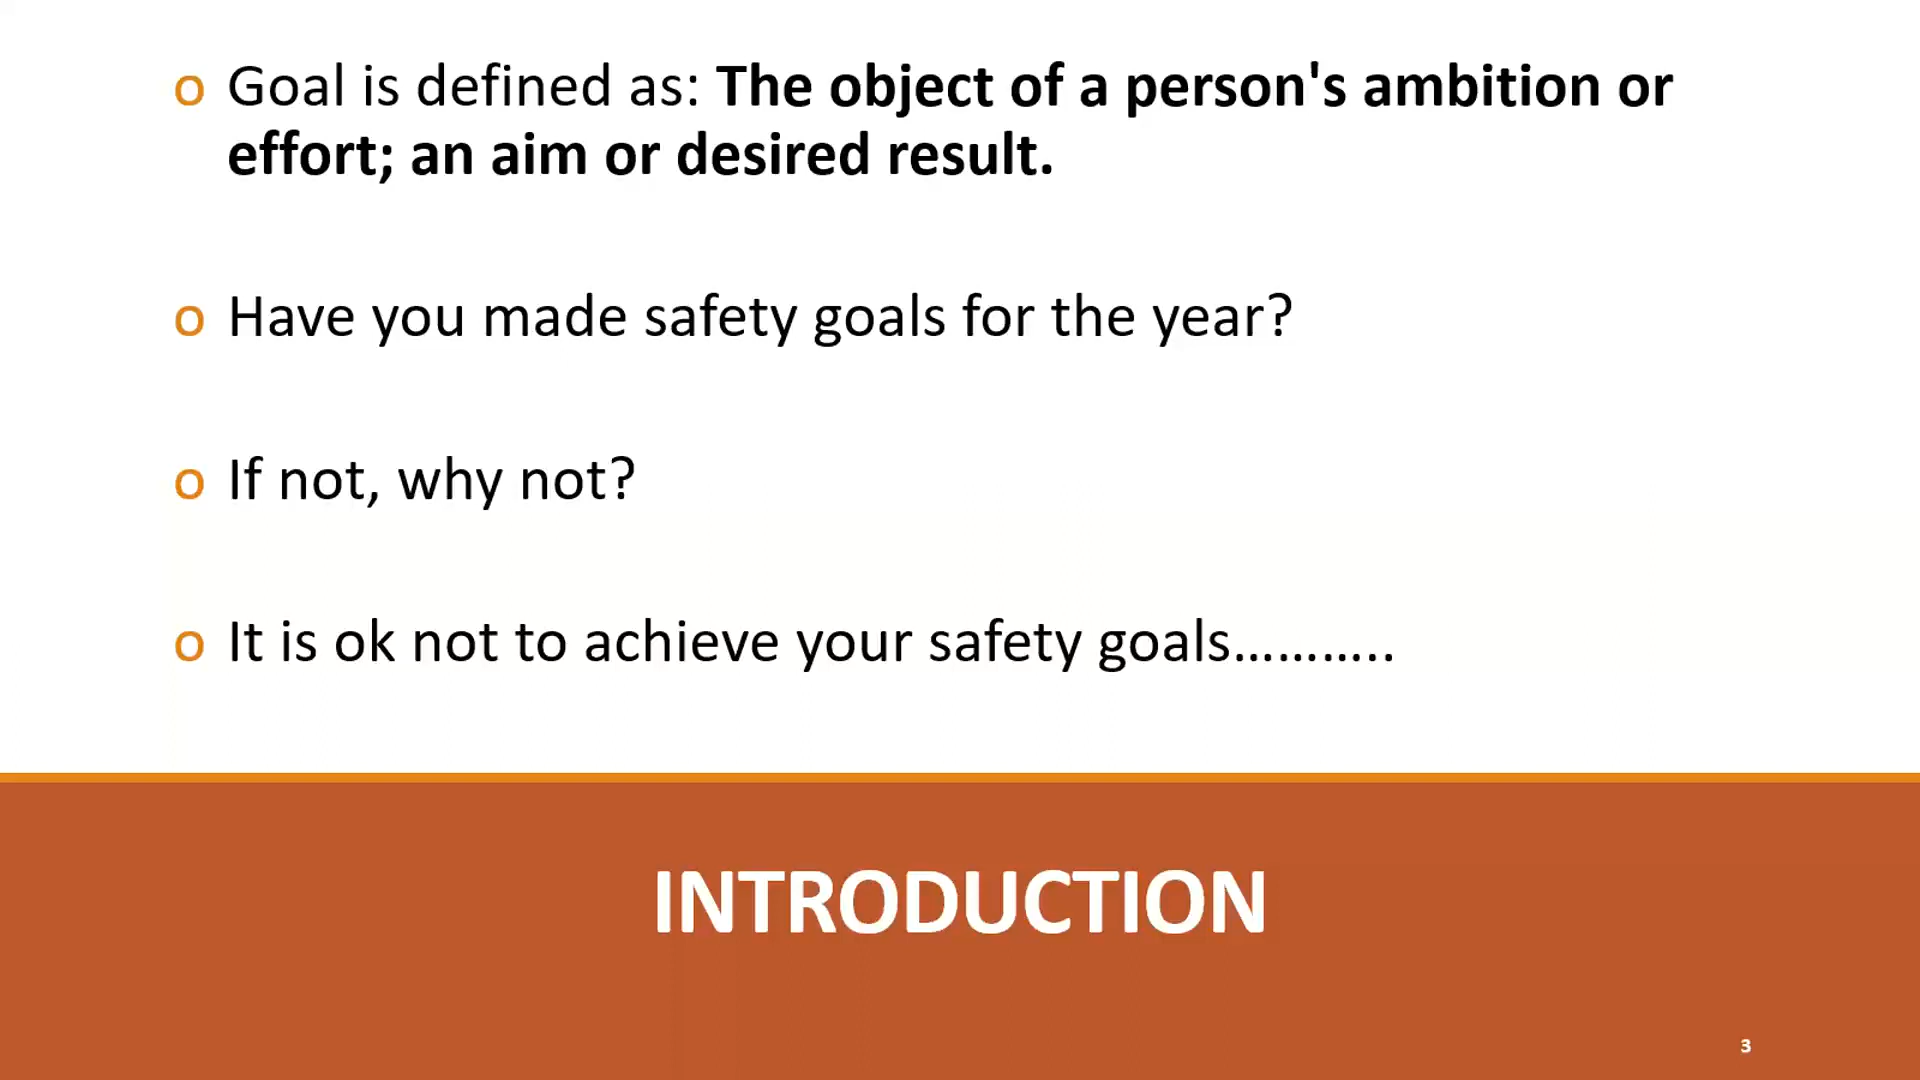 o Goal is defined as: The object of a person's ambition or
effort; an aim or desired result.
o Have you made safety goals for the year?
o If not, why not?
o It is ok not to achieve your safety goals………..
INTRODUCTION
3